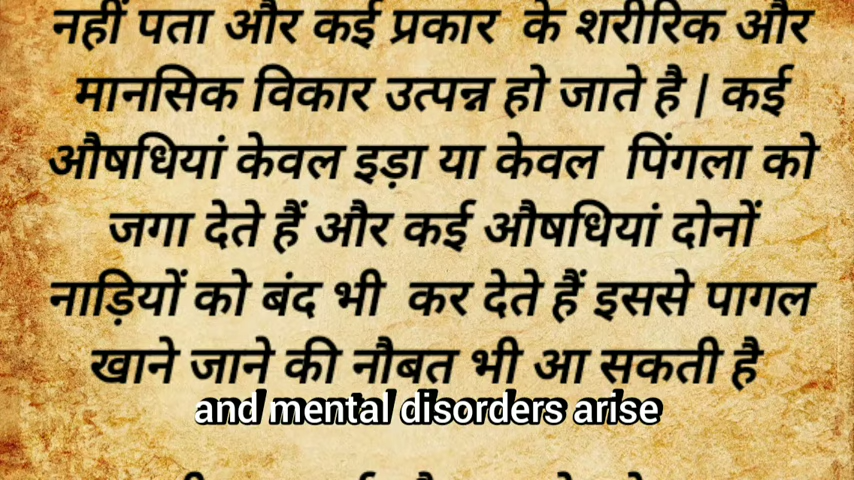 नहीं पता और कई प्रकार के शरीरिक और
मानसिक विकार उत्पन्न हो जाते है | कई
औषधियां केवल इड़ा या केवल पिंगला को
जगा देते हैं और कई औषधियां दोनों
नाड़ियों को बंद भी कर देते हैं इससे पागल
खाने जाने की नौबत भी आ सकती है
and mental disorders arise